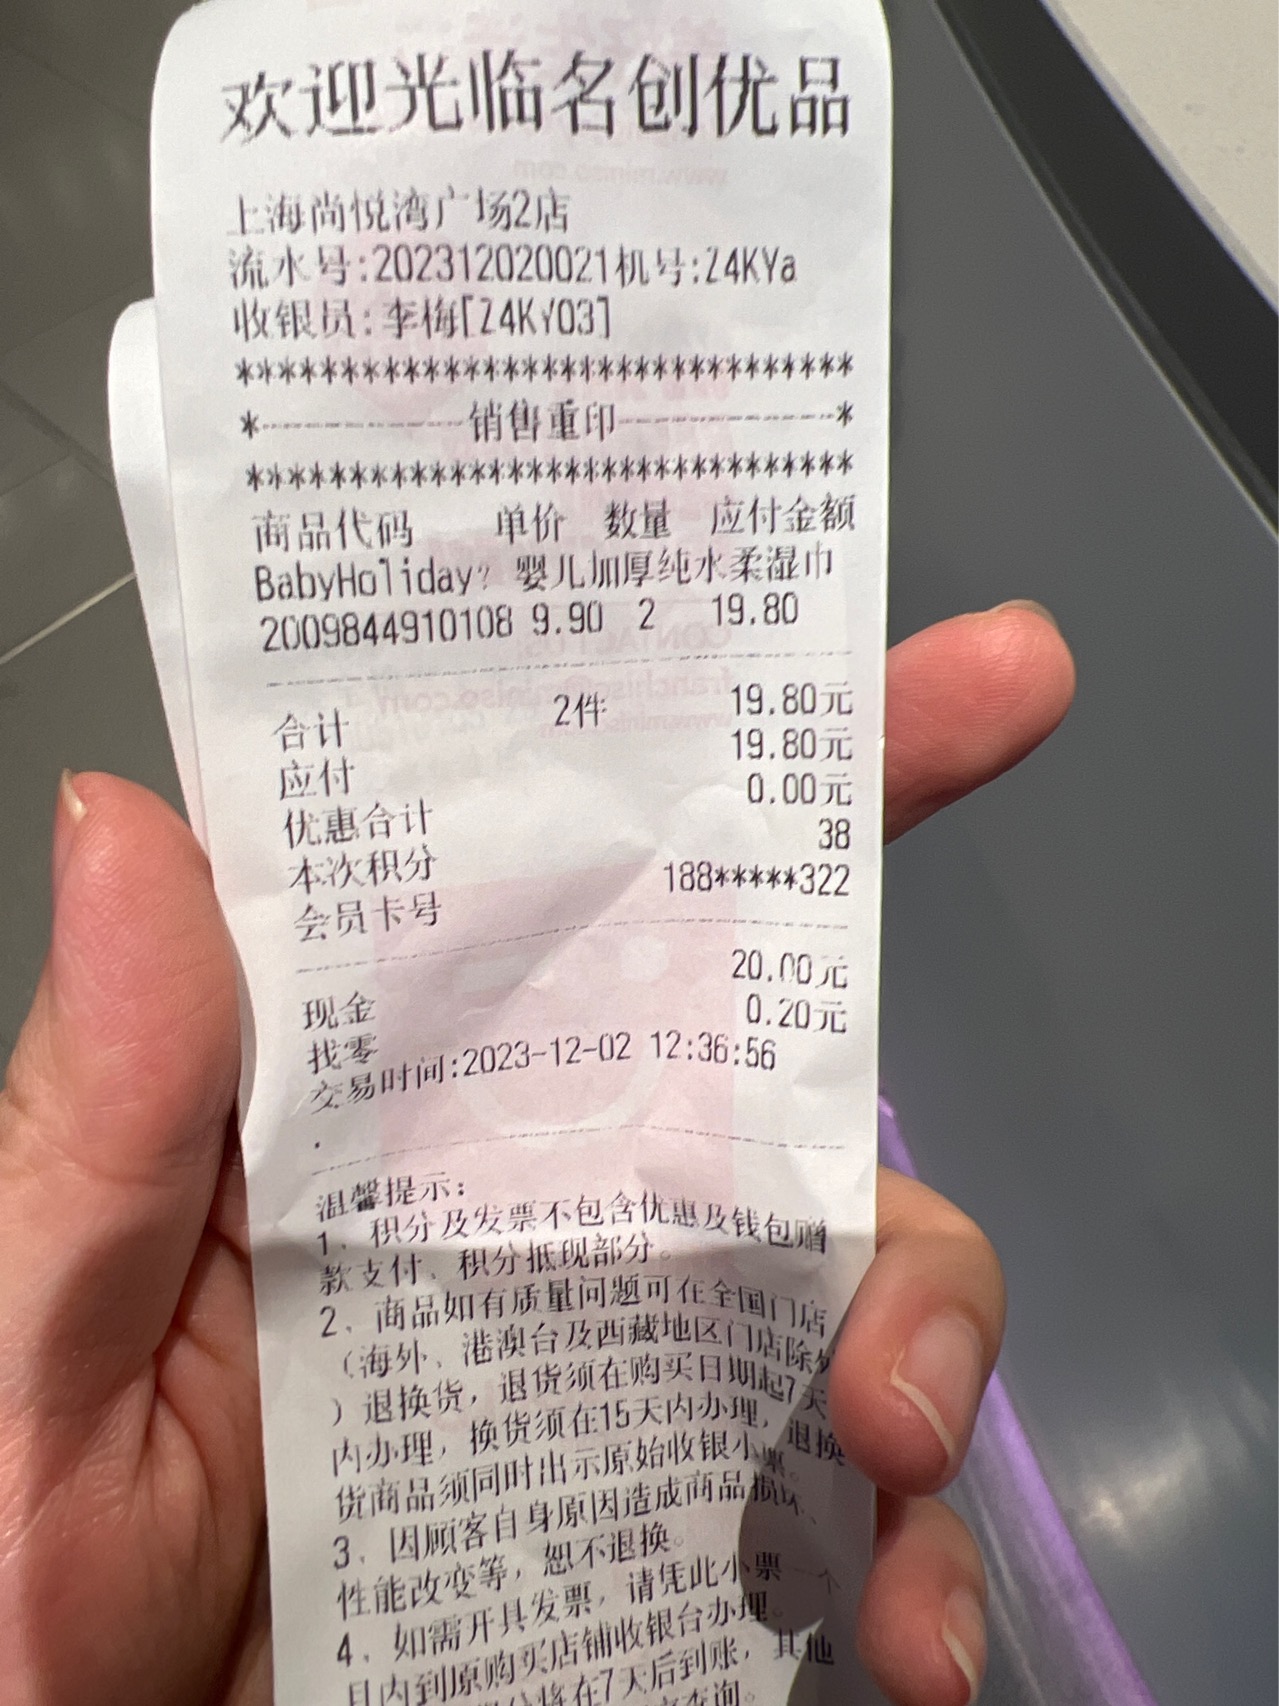 欢迎光临名创优品
上海尚悦湾广场2店
流水号:202312020021机号:Z4KYa
收银员:李梅[Z4KY03]
******************************
*-----------销售重印-----------*
******************************
商品代码 单价 数量 应付金额
BabyHoliday? 婴儿加厚纯水柔湿巾
2009844910108 9.90 2 19.80
合计 2件 19.80元
应付 19.80元
优惠合计 0.00元
本次积分 38
会员卡号 188*****322
现金 20.00元
找零 0.20元
交易时间:2023-12-02 12:36:56
.
温馨提示:
1、积分及发票不包含优惠及钱包赠
款支付、积分抵现部分。
2、商品如有质量问题可在全国门店
(海外、港澳台及西藏地区门店除外
)退换货,退货须在购买日期起7天
内办理,换货须在15天内办理,退换
货商品须同时出示原始收银小票。
3、因顾客自身原因造成商品损坏、
性能改变等,恕不退换。
4、如需开具发票,请凭此小票一个
月内到原购买店铺收银台办理。
将在7天后到账,其他
查询。